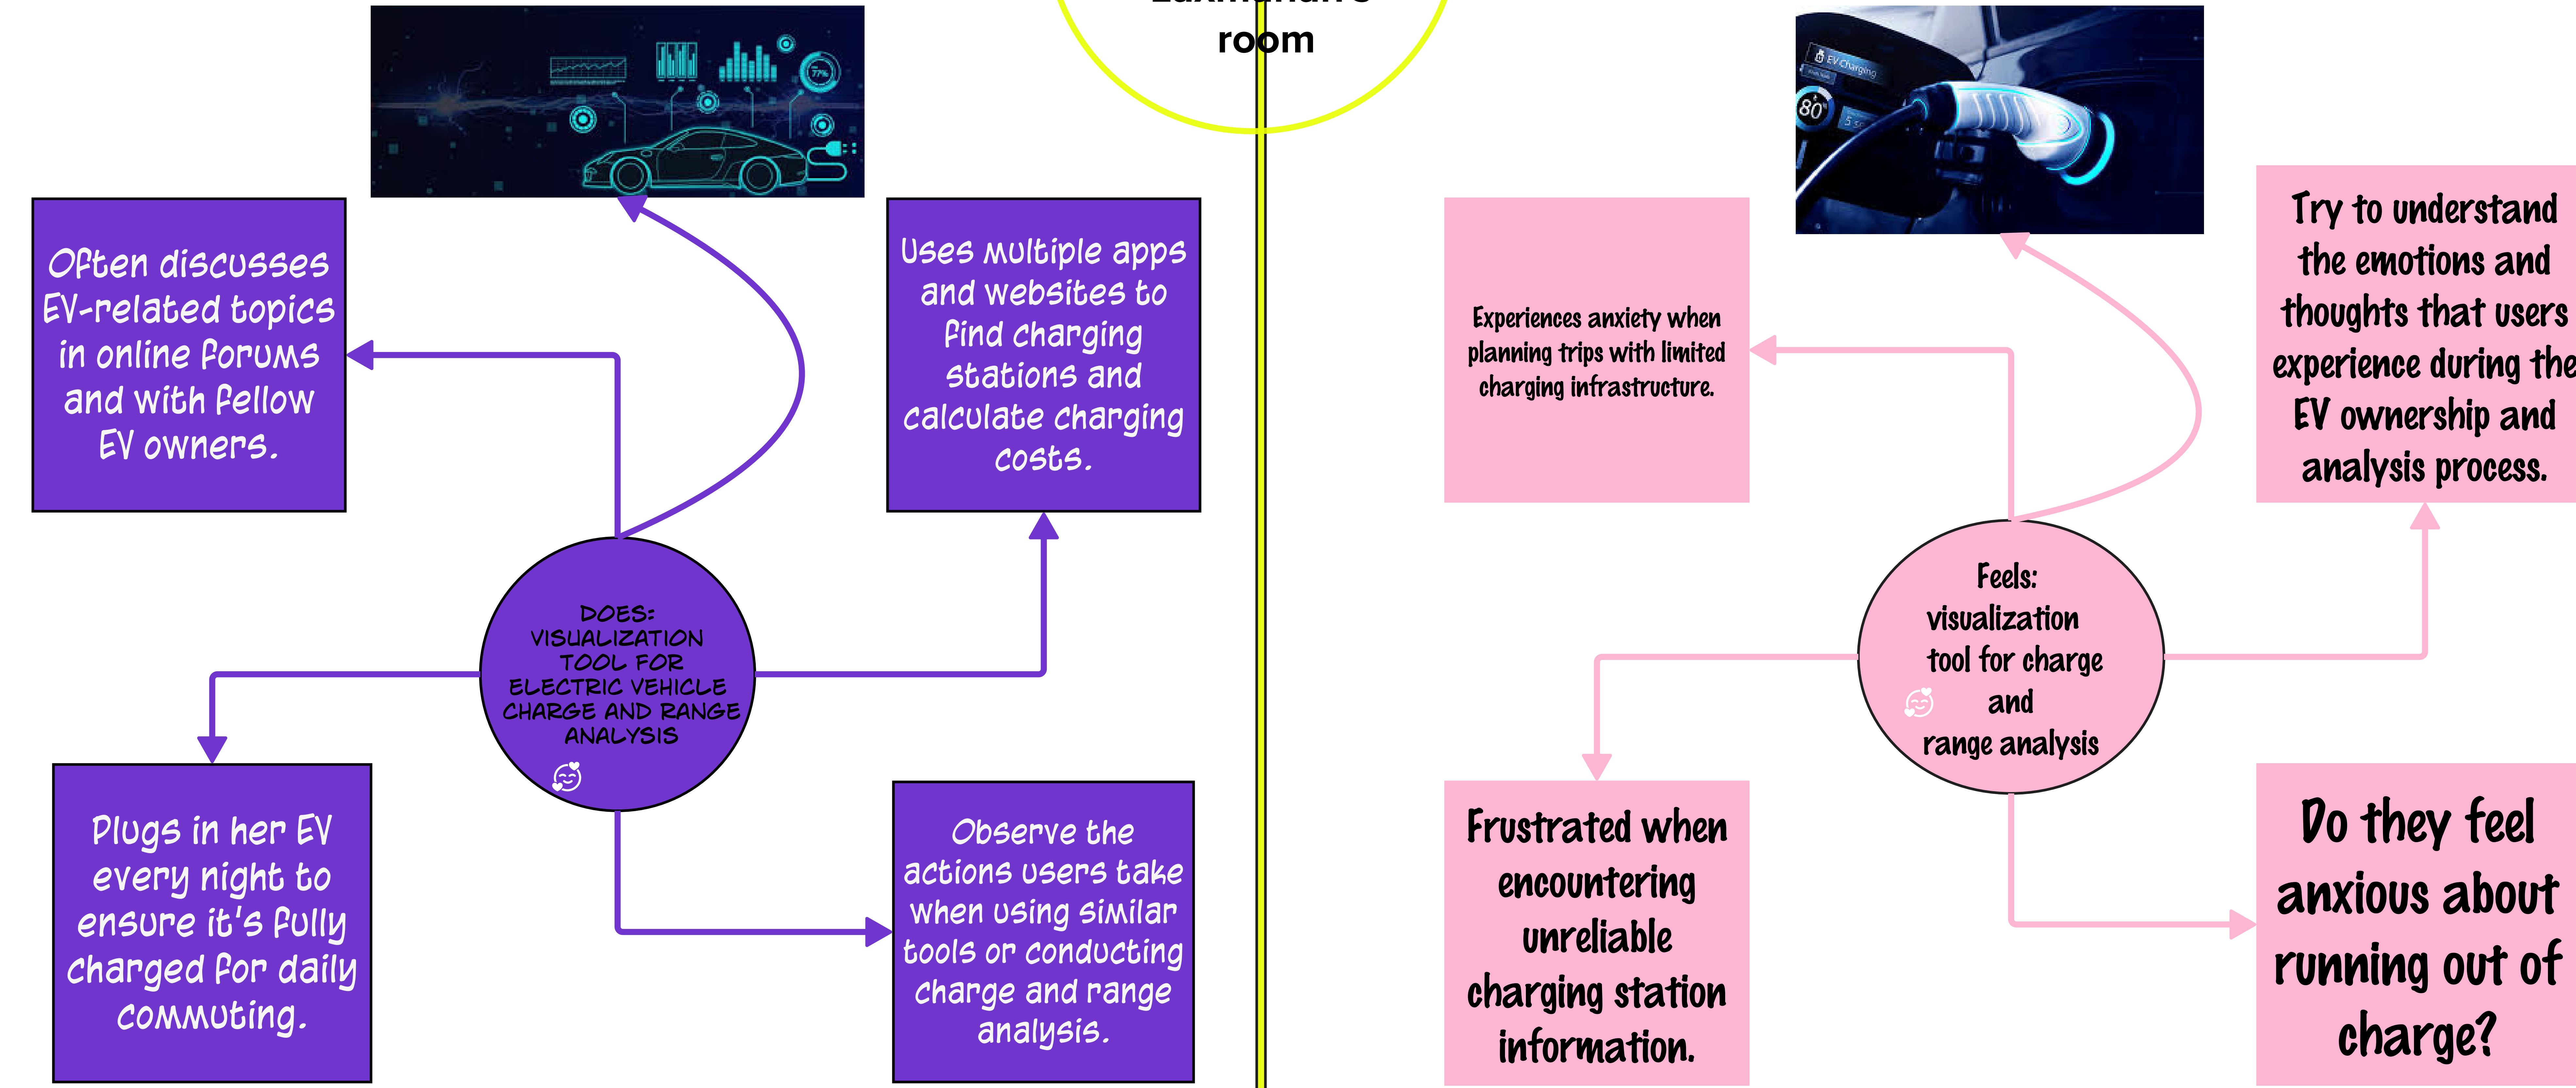 room
77%
EV Charging
80%
Often discusses
EV-related topics
in online forums
and with fellow
EV owners.
Uses multiple apps
and websites to
find charging
stations and
calculate charging
costs.
DOES:
VISUALIZATION
TOOL FOR
ELECTRIC VEHICLE
CHARGE AND RANGE
ANALYSIS
Plugs in her EV
every night to
ensure it's fully
charged for daily
commuting.
Observe the
actions users take
when using similar
tools or conducting
charge and range
analysis.
Experiences anxiety when
planning trips with limited
charging infrastructure.
Try to understand
the emotions and
thoughts that users
experience during the
EV ownership and
analysis process.
Feels:
visualization
tool for charge
and
range analysis
Frustrated when
encountering
unreliable
charging station
information.
Do they feel
anxious about
running out of
charge?